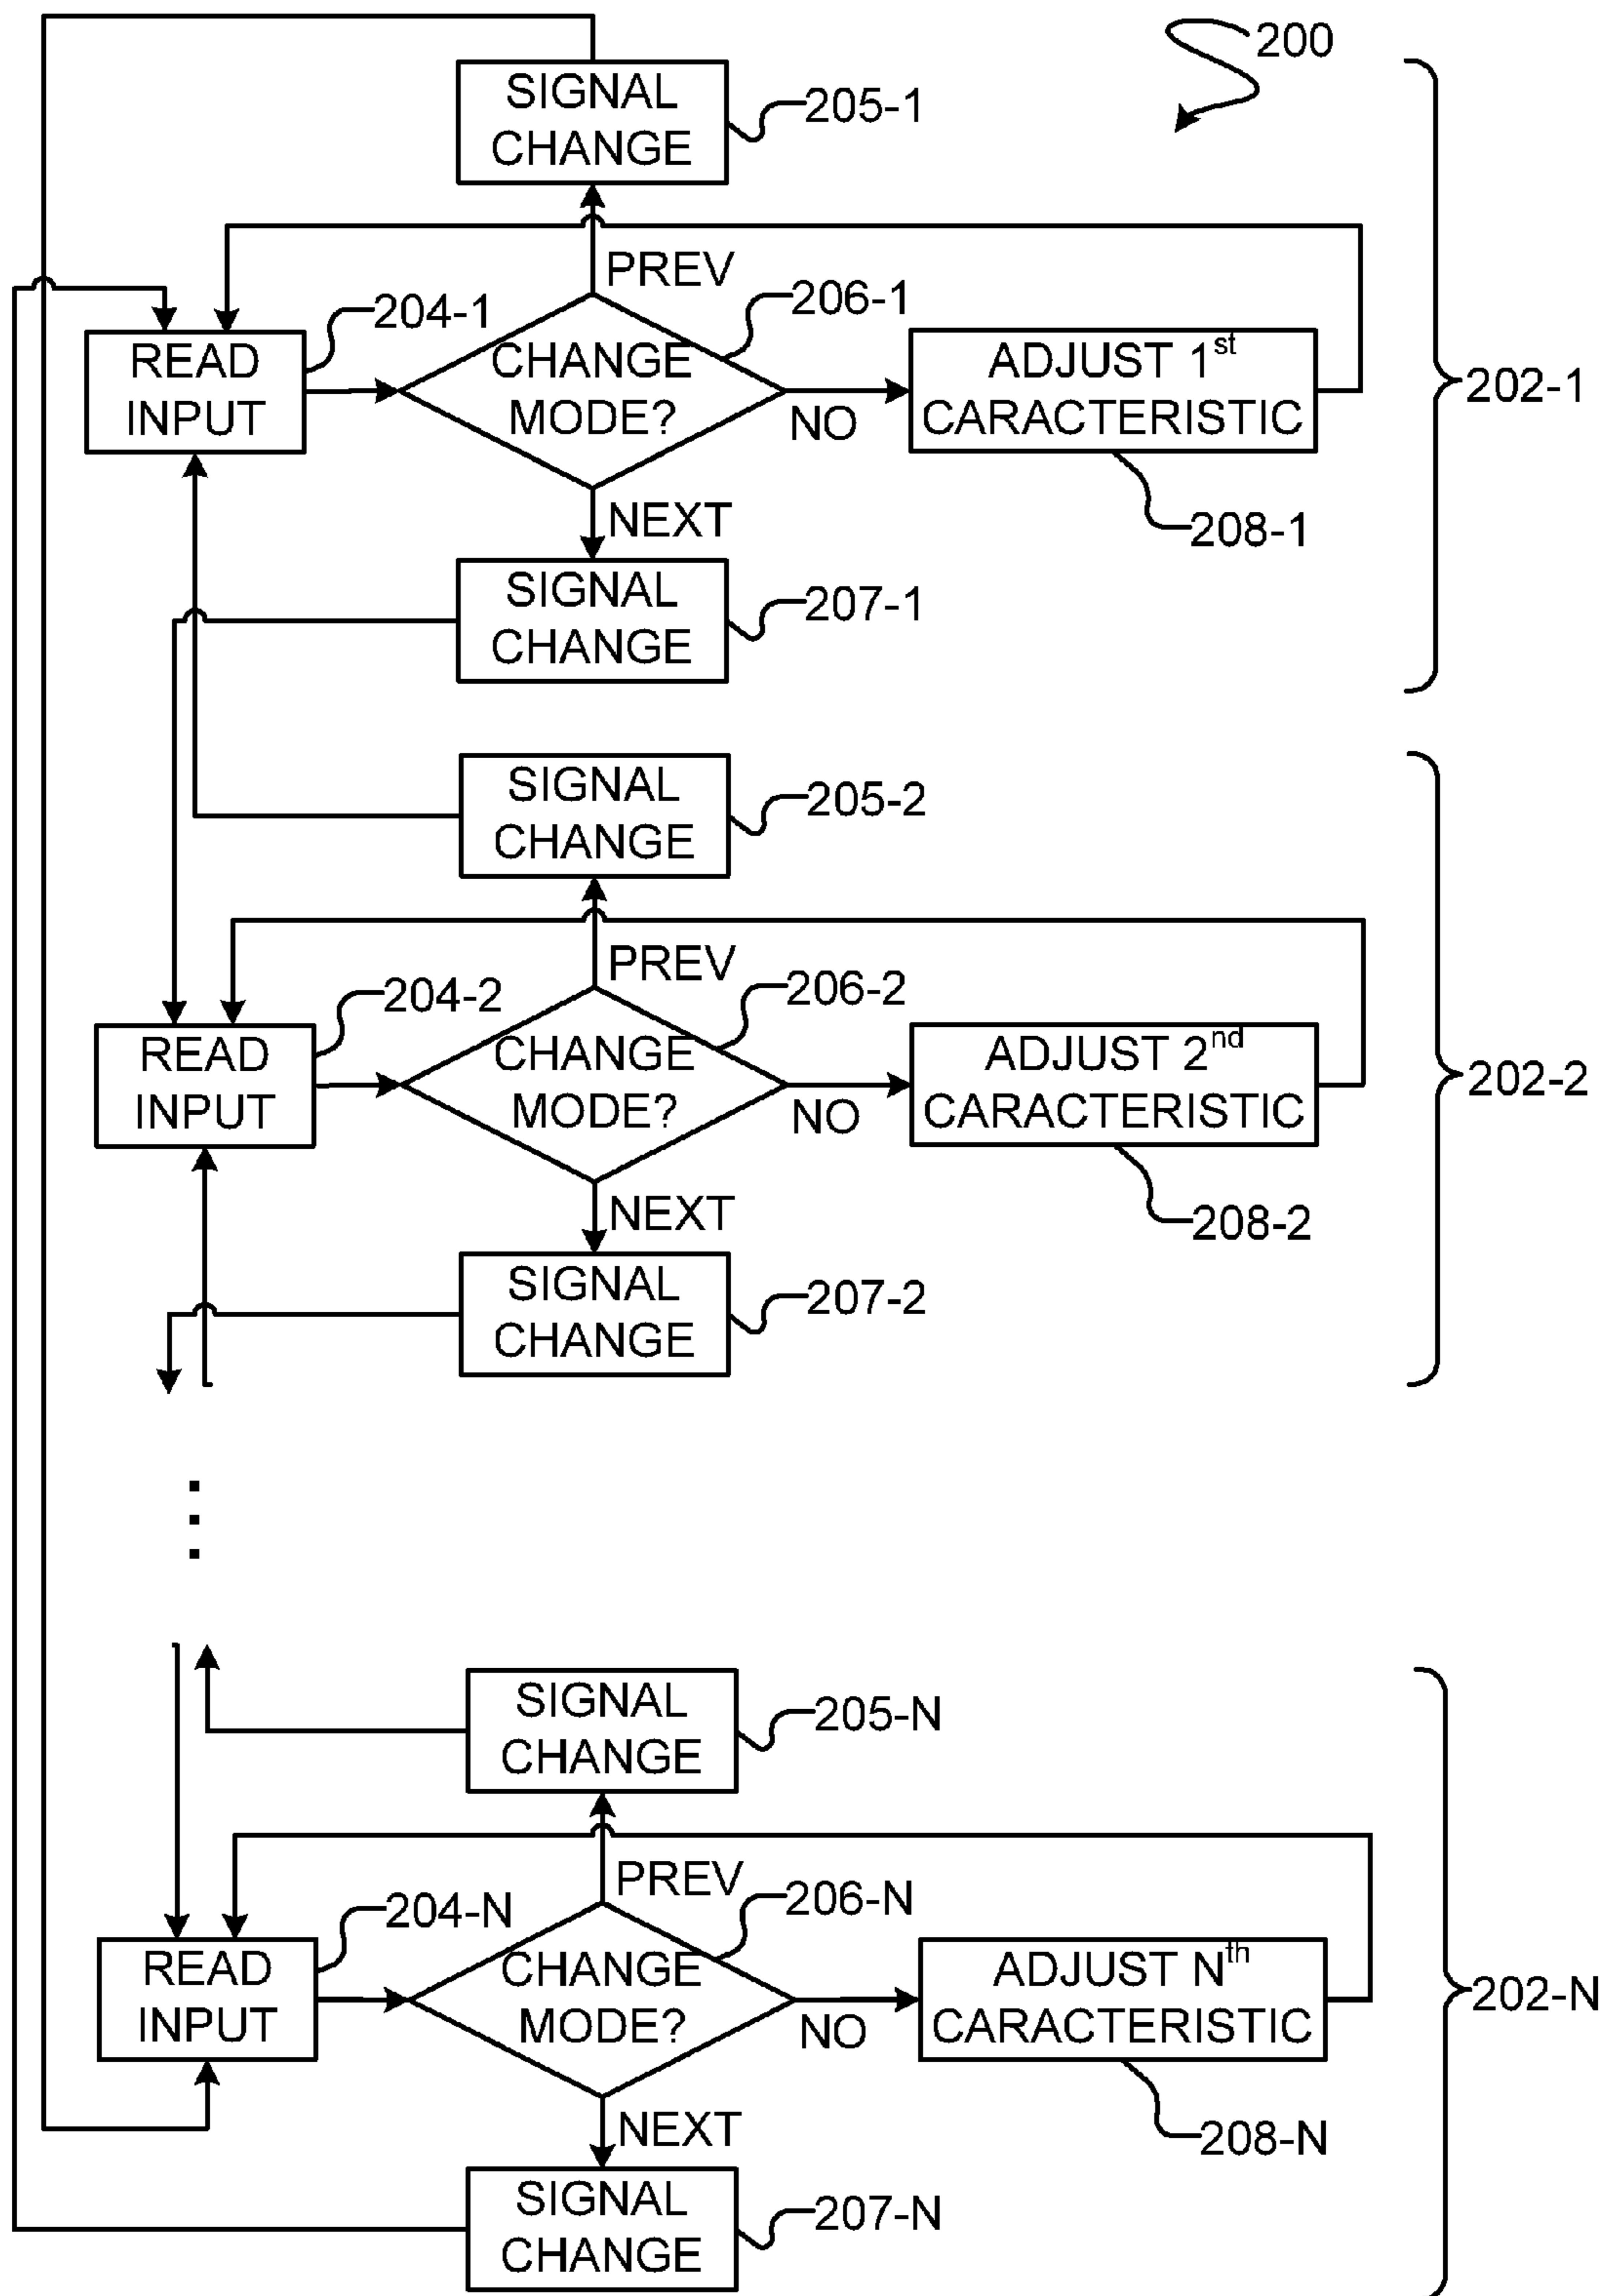 200
SIGNAL
CHANGE
205-1
PREV
204-1
206-1
READ
INPUT
CHANGE
MODE?
NO
ADJUST 1st
CARACTERISTIC
202-1
208-1
NEXT
SIGNAL
CHANGE
207-1
SIGNAL
CHANGE
205-2
PREV
204-2
206-2
READ
INPUT
CHANGE
MODE?
NO
ADJUST 2nd
CARACTERISTIC
202-2
208-2
NEXT
SIGNAL
CHANGE
207-2
SIGNAL
CHANGE
205-N
PREV
204-N
206-N
READ
INPUT
CHANGE
MODE?
NO
ADJUST Nth
CARACTERISTIC
202-N
208-N
NEXT
SIGNAL
CHANGE
207-N